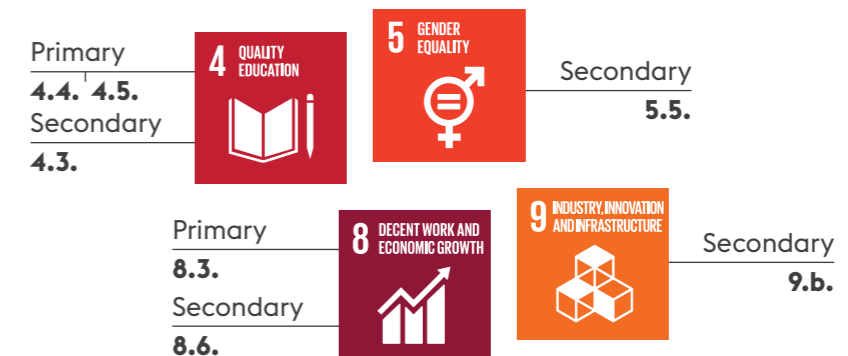 Primary
4.4. 4.5.
Secondary
4.3.
4 QUALITY
EDUCATION
5 GENDER
EQUALITY
Secondary
5.5.
Primary
8.3.
Secondary
8.6.
8 DECENT WORK AND
ECONOMIC GROWTH
9 INDUSTRY, INNOVATION
AND INFRASTRUCTURE
Secondary
9.b.